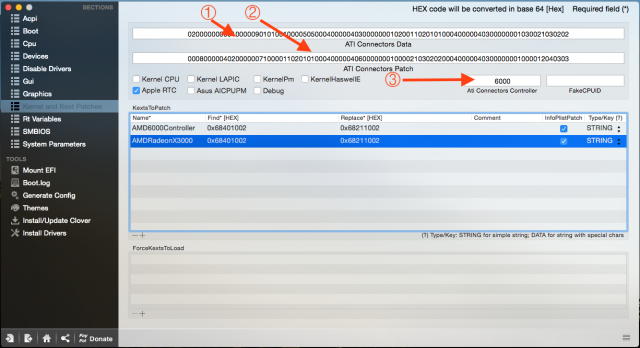 SECTIONS
HEX code will be converted in base 64 [Hex] Required field (*)
① ②
Acpi
Boot
Cpu
Devices
Disable Drivers
Gui
Graphics
Kernel and Kext Patches
Rt Variables
SMBIOS
System Parameters
TOOLS
Mount EFI
Boot.log
Generate Config
Themes
Install/Update Clover
Install Drivers
Donate
ATI Connectors Data
ATI Connectors Patch
③
Kernel CPU Kernel LAPIC KernelPm KernelHaswellE
Apple RTC Asus AICPUPM Debug
6000
Ati Connectors Controller FakeCPUID
KextsToPatch
Name* Find* [HEX] Replace* [HEX] Comment InfoPlistPatch Type/Key (?)
AMD6000Controller 0x68401002 0x68211002 STRING
AMDRadeonX3000 0x68401002 0x68211002 STRING
(?) Type/Key: STRING for simple string; DATA for string with special chars
ForceKextsToLoad